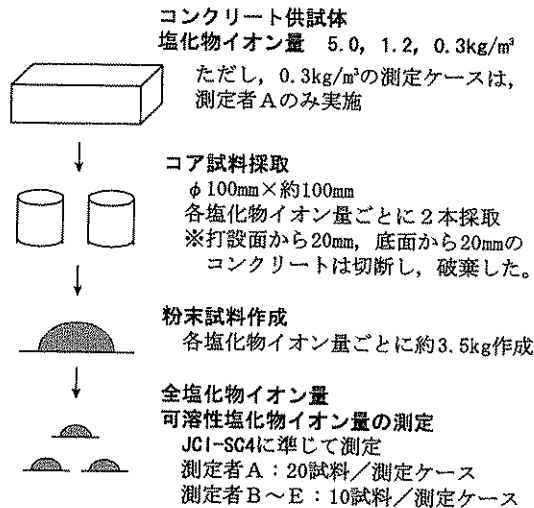 コンクリート供試体
塩化物イオン量 5.0, 1.2, 0.3kg/m³
ただし, 0.3kg/m³の測定ケースは,
測定者Aのみ実施
コア試料採取
φ100mm×約100mm
各塩化物イオン量ごとに2本採取
※打設面から20mm, 底面から20mmの
コンクリートは切断し, 破棄した。
粉末試料作成
各塩化物イオン量ごとに約3.5kg作成
全塩化物イオン量
可溶性塩化物イオン量の測定
JCI-SC4に準じて測定
測定者A:20試料/測定ケース
測定者B~E:10試料/測定ケース